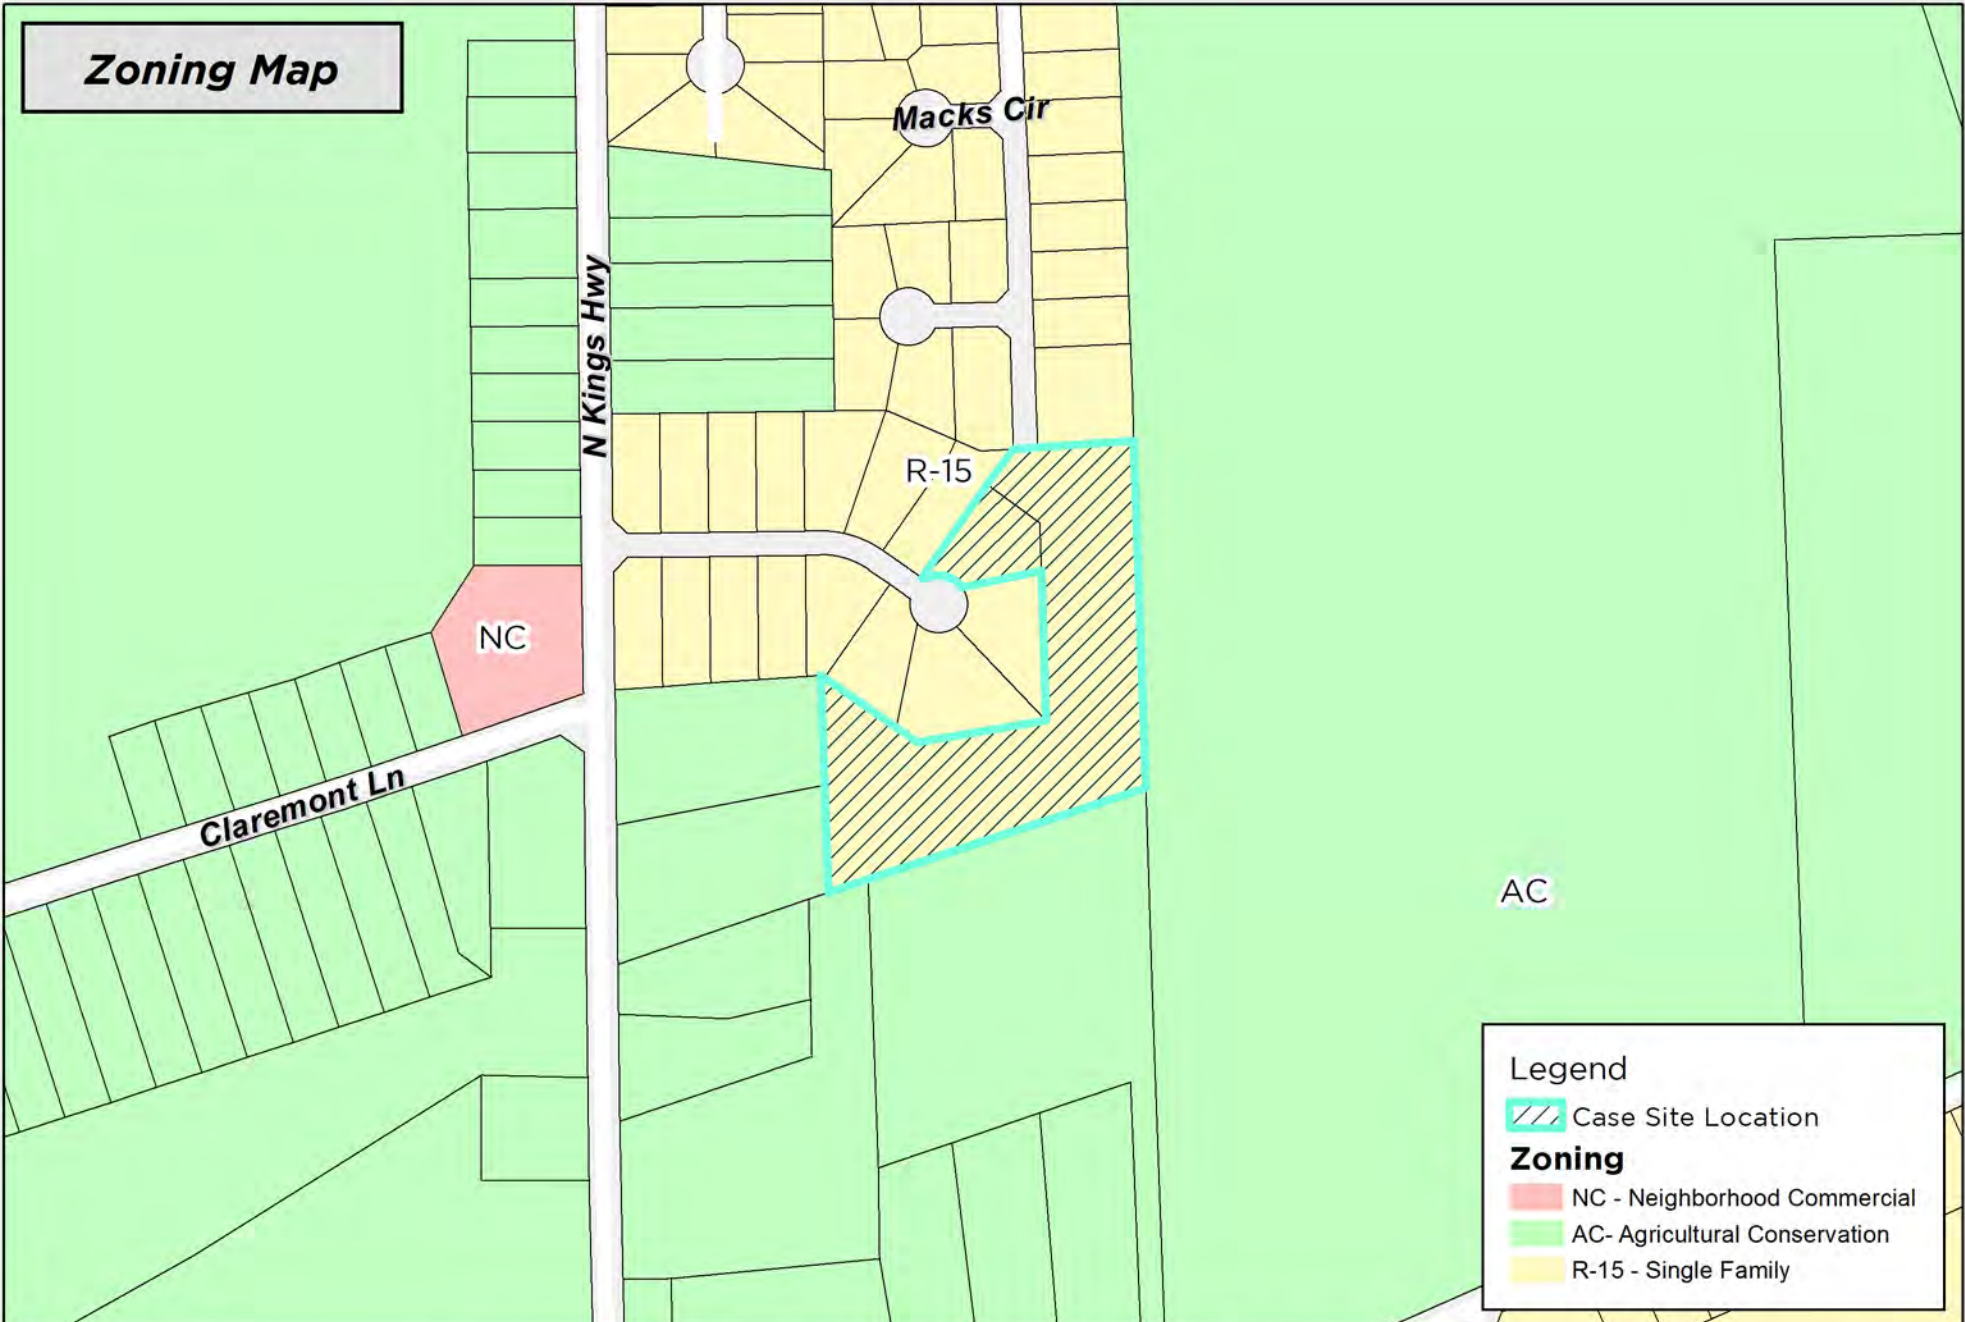 Zoning Map
Macks Cir
N Kings Hwy
R-15
NC
Claremont Ln
AC
Legend
Case Site Location
Zoning
NC - Neighborhood Commercial
AC- Agricultural Conservation
R-15 - Single Family